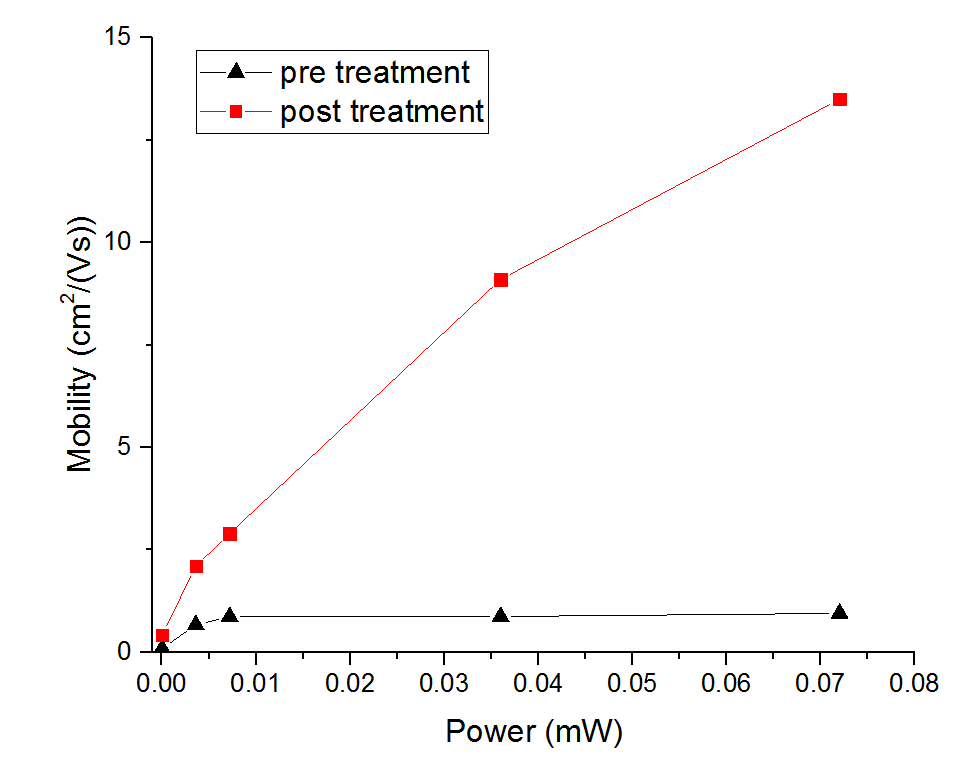 15
pre treatment
post treatment
10
Mobility (cm²/(Vs))
5
0
0.00 0.01 0.02 0.03 0.04 0.05 0.06 0.07 0.08
Power (mW)